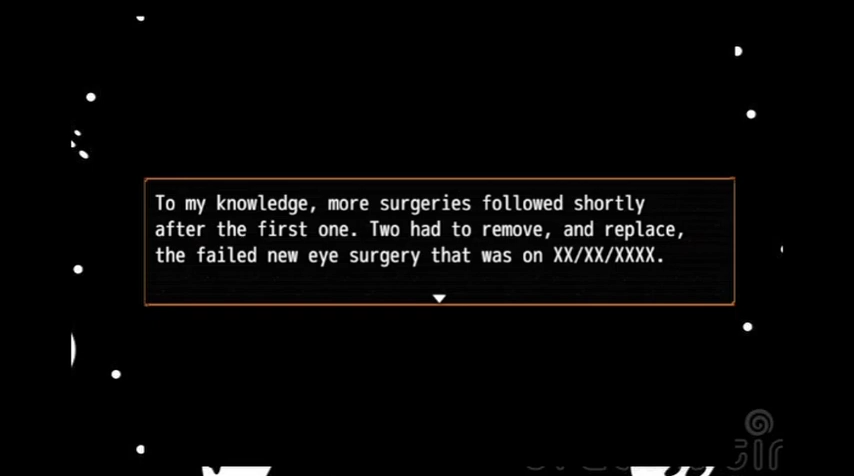 To my knowledge, more surgeries followed shortly
after the first one. Two had to remove, and replace,
the failed new eye surgery that was on XX/XX/XXXX.